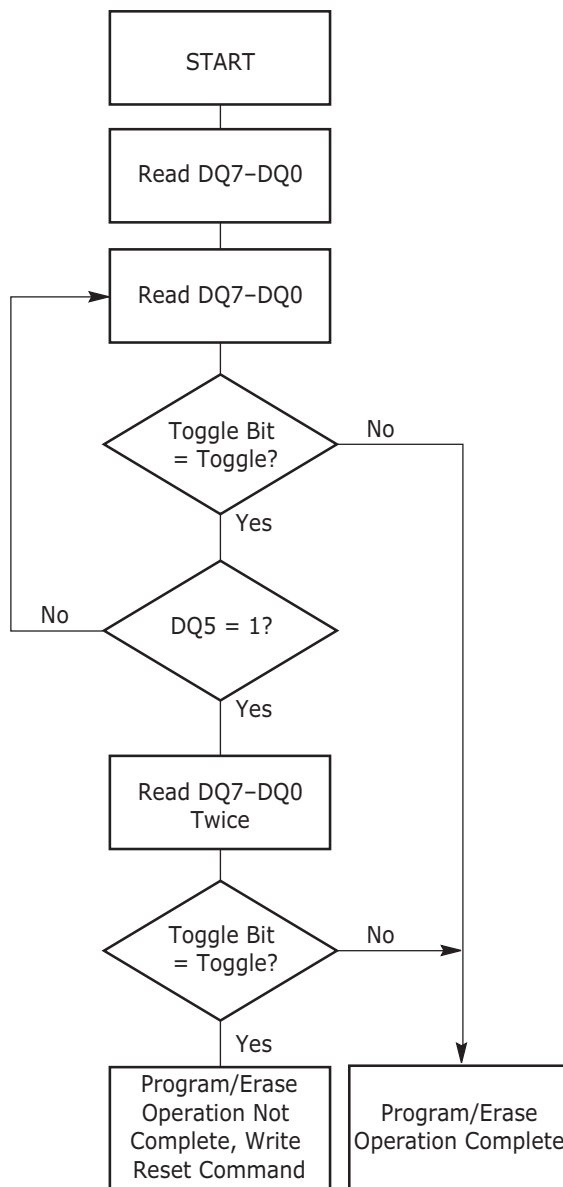 START
Read DQ7–DQ0
Read DQ7–DQ0
Toggle Bit
= Toggle?
No
Yes
No
DQ5 = 1?
Yes
Read DQ7–DQ0
Twice
Toggle Bit
= Toggle?
No
Yes
Program/Erase
Operation Not
Complete, Write
Reset Command
Program/Erase
Operation Complete